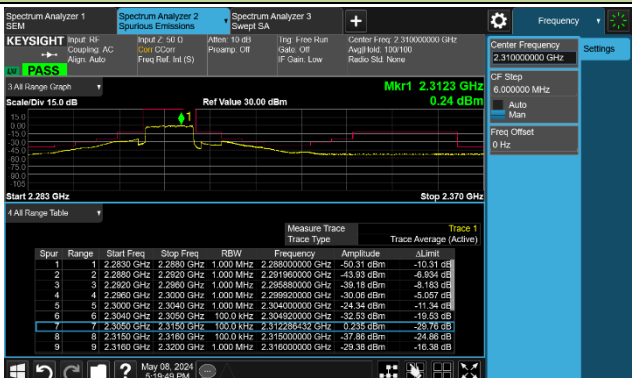 Spectrum Analyzer 1
SEM
Spectrum Analyzer 2
Spurious Emissions
Spectrum Analyzer 3
Swept SA
Frequency
KEYSIGHT
Input: RF
Coupling: AC
Align: Auto
Input Z: 50 Ω
Corr CCorr
Freq Ref: Int (S)
Atten: 10 dB
Preamp: Off
Trig: Free Run
Gate: Off
IF Gain: Low
Center Freq: 2.310000000 GHz
Avg|Hold: 100/100
Radio Std: None
LW PASS
Center Frequency
2.310000000 GHz
Settings
CF Step
6.000000 MHz
Auto
Man
Freq Offset
0 Hz
3 All Range Graph
Mkr1 2.3123 GHz
Scale/Div 15.0 dB
Ref Value 30.00 dBm
0.24 dBm
1
15.0
0.00
-15.0
-30.0
-45.0
-60.0
-75.0
-90.0
-105
Start 2.283 GHz
Stop 2.370 GHz
4 All Range Table
Measure Trace Trace 1
Trace Type Trace Average (Active)
Spur Range Start Freq Stop Freq RBW Frequency Amplitude ΔLimit
1 1 2.2830 GHz 2.2880 GHz 1.000 MHz 2.288000000 GHz -50.31 dBm -10.31 dB
2 2 2.2880 GHz 2.2920 GHz 1.000 MHz 2.291960000 GHz -43.93 dBm -6.934 dB
3 3 2.2920 GHz 2.2960 GHz 1.000 MHz 2.295880000 GHz -39.18 dBm -8.183 dB
4 4 2.2960 GHz 2.3000 GHz 1.000 MHz 2.299920000 GHz -30.06 dBm -5.057 dB
5 5 2.3000 GHz 2.3040 GHz 1.000 MHz 2.304000000 GHz -24.34 dBm -11.34 dB
6 6 2.3040 GHz 2.3050 GHz 100.0 kHz 2.304920000 GHz -32.53 dBm -19.53 dB
7 7 2.3050 GHz 2.3150 GHz 100.0 kHz 2.312286432 GHz 0.235 dBm -29.76 dB
8 8 2.3150 GHz 2.3160 GHz 100.0 kHz 2.315000000 GHz -37.86 dBm -24.86 dB
9 9 2.3160 GHz 2.3200 GHz 1.000 MHz 2.316000000 GHz -29.38 dBm -16.38 dB
May 08, 2024
5:19:49 PM